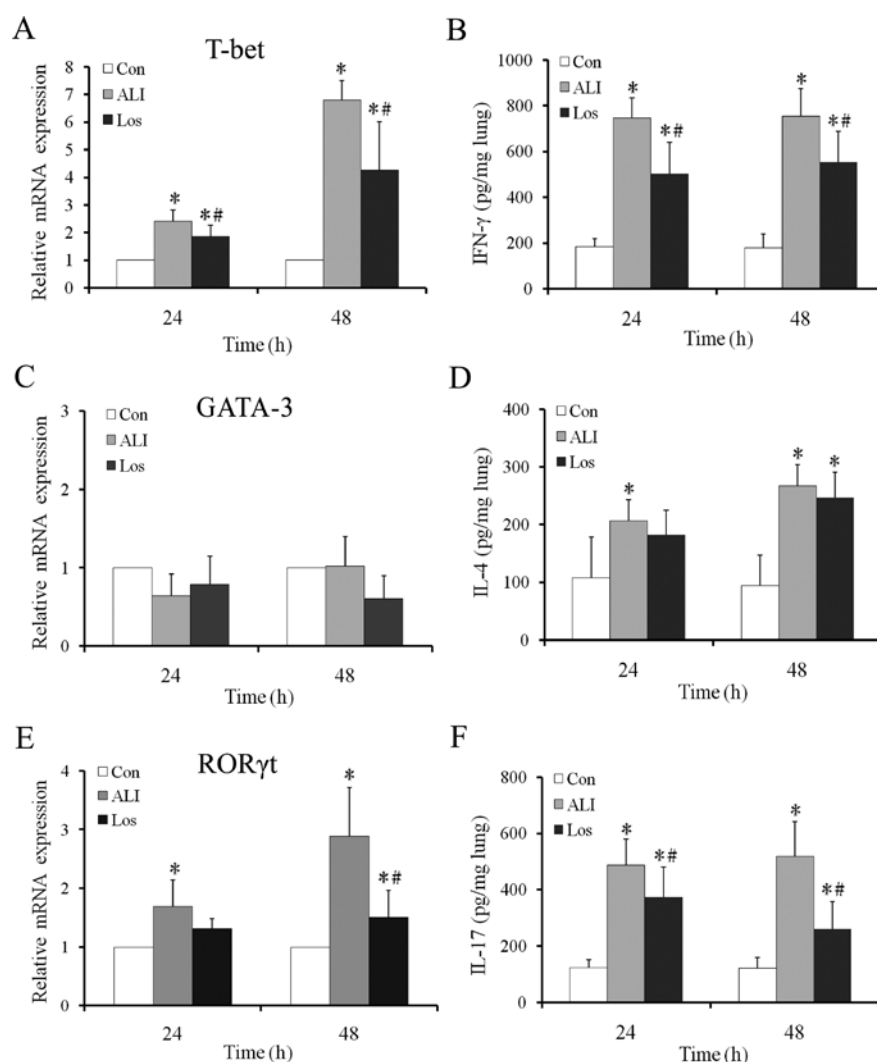 A
T-bet
Con
ALI
Los
Relative mRNA expression
8
7
6
5
4
3
2
1
0
*
*#
*
*#
24
48
Time (h)
B
Con
ALI
Los
IFN-γ (pg/mg lung)
1000
800
600
400
200
0
*
*#
*
*#
24
48
Time (h)
C
GATA-3
Con
ALI
Los
Relative mRNA expression
3
2
1
0
24
48
Time (h)
D
Con
ALI
Los
IL-4 (pg/mg lung)
400
300
200
100
0
*
*
*
24
48
Time (h)
E
RORγt
Con
ALI
Los
Relative mRNA expression
4
3
2
1
0
*
*
*#
24
48
Time (h)
F
Con
ALI
Los
IL-17 (pg/mg lung)
800
600
400
200
0
*
*#
*
*#
24
48
Time (h)